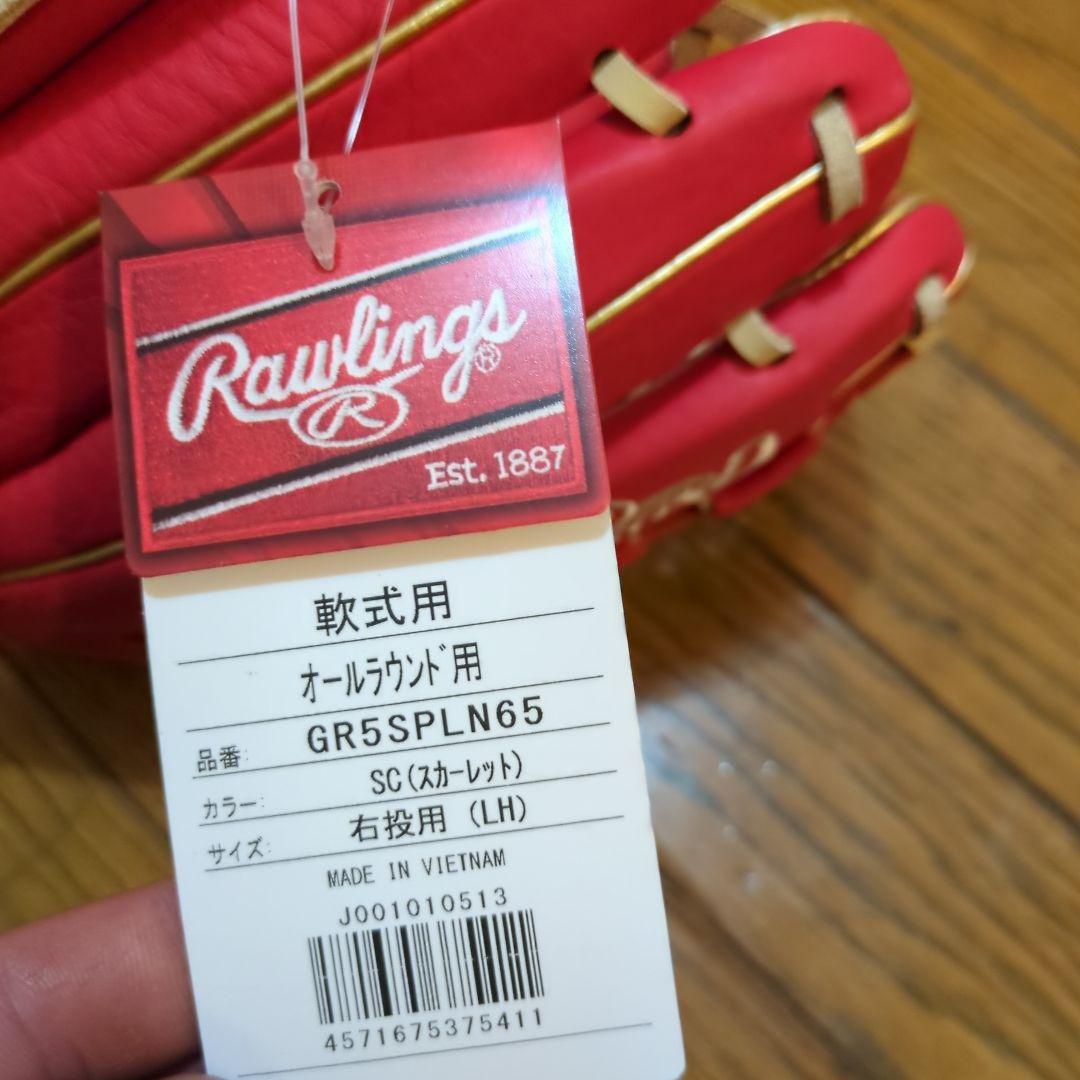 Rawlings®
R
Est. 1887
軟式用
オールラウンド用
品番: GR5SPLN65
カラー: SC(スカーレット)
サイズ: 右投用 (LH)
MADE IN VIETNAM
J001010513
4571675375411